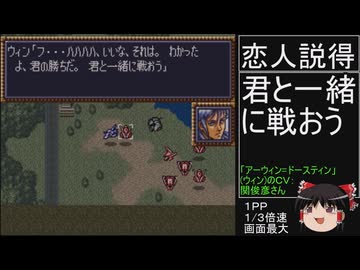 ウィン「フ・・・ハハハハ、いいな、それは。 わかった
よ、君の勝ちだ。 君と一緒に戦おう」
恋人説得
君と一緒
に戦おう
「アーウィン=ドースティン」
(ウィン)のCV:
関俊彦さん
1PP
1/3倍速
画面最大